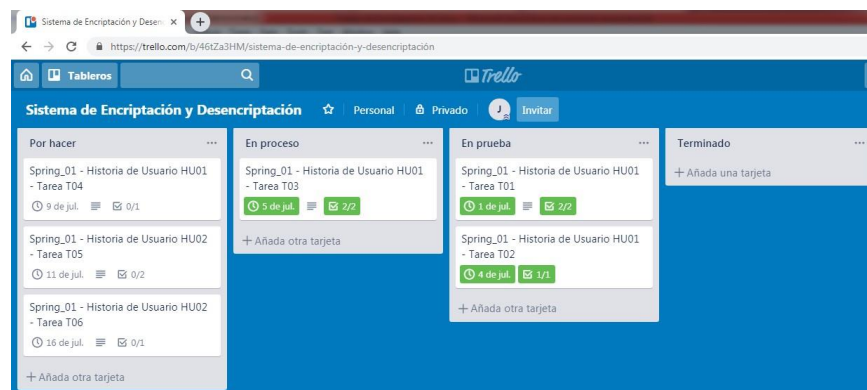 Sistema de Encriptación y Desen
https://trello.com/b/46tZa3HM/sistema-de-encriptación-y-desencriptación
Tableros
Trello
Sistema de Encriptación y Desencriptación
Personal
Privado
J
Invitar
Por hacer
Spring_01 - Historia de Usuario HU01
- Tarea T04
9 de jul.
0/1
Spring_01 - Historia de Usuario HU02
- Tarea T05
11 de jul.
0/2
Spring_01 - Historia de Usuario HU02
- Tarea T06
16 de jul.
0/1
+ Añada otra tarjeta
En proceso
Spring_01 - Historia de Usuario HU01
- Tarea T03
5 de jul.
2/2
+ Añada otra tarjeta
En prueba
Spring_01 - Historia de Usuario HU01
- Tarea T01
1 de jul.
2/2
Spring_01 - Historia de Usuario HU01
- Tarea T02
4 de jul.
1/1
+ Añada otra tarjeta
Terminado
+ Añada una tarjeta